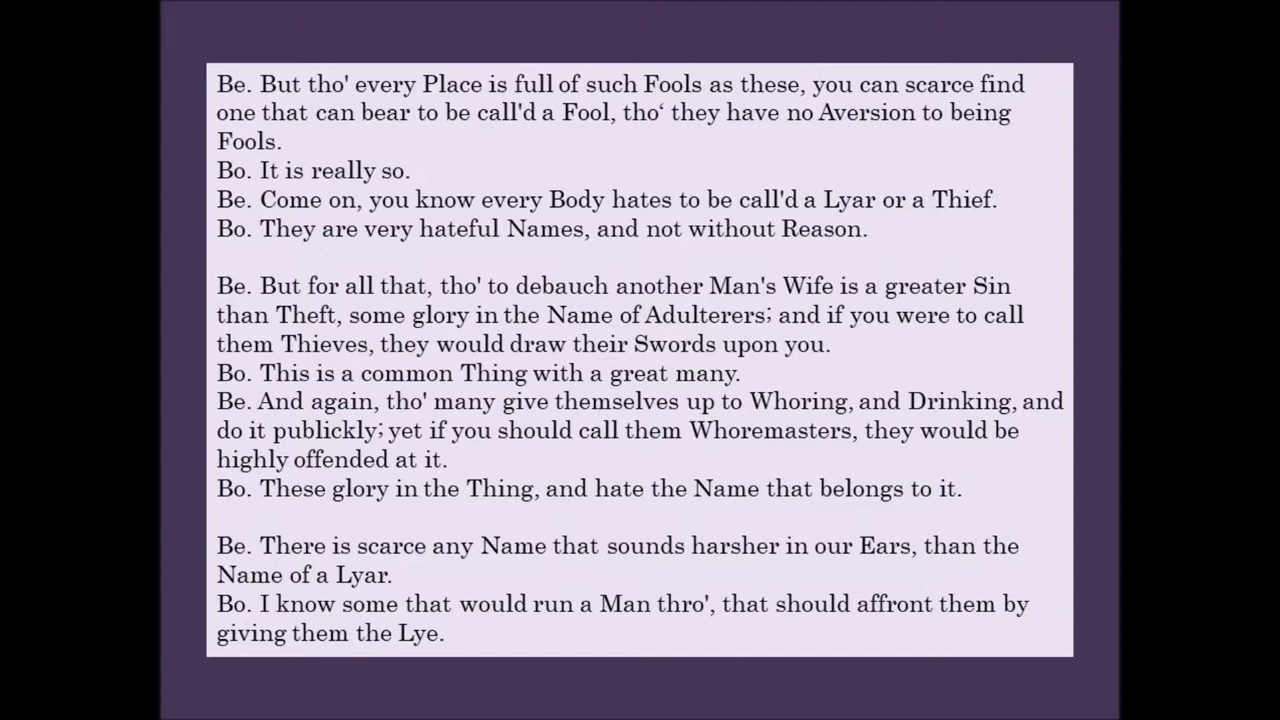 Be. But tho' every Place is full of such Fools as these, you can scarce find
one that can bear to be call'd a Fool, tho‘ they have no Aversion to being
Fools.
Bo. It is really so.
Be. Come on, you know every Body hates to be call'd a Lyar or a Thief.
Bo. They are very hateful Names, and not without Reason.
Be. But for all that, tho' to debauch another Man's Wife is a greater Sin
than Theft, some glory in the Name of Adulterers; and if you were to call
them Thieves, they would draw their Swords upon you.
Bo. This is a common Thing with a great many.
Be. And again, tho' many give themselves up to Whoring, and Drinking, and
do it publickly; yet if you should call them Whoremasters, they would be
highly offended at it.
Bo. These glory in the Thing, and hate the Name that belongs to it.
Be. There is scarce any Name that sounds harsher in our Ears, than the
Name of a Lyar.
Bo. I know some that would run a Man thro', that should affront them by
giving them the Lye.